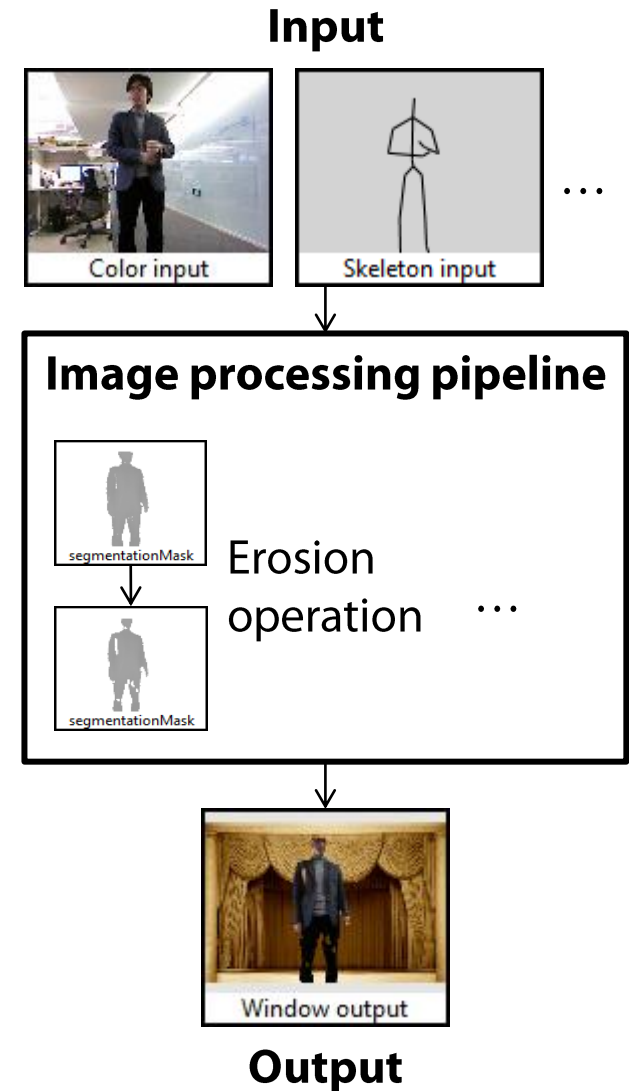 Input
Color input
Skeleton input
...
Image processing pipeline
segmentationMask
Erosion
operation
...
segmentationMask
Window output
Output